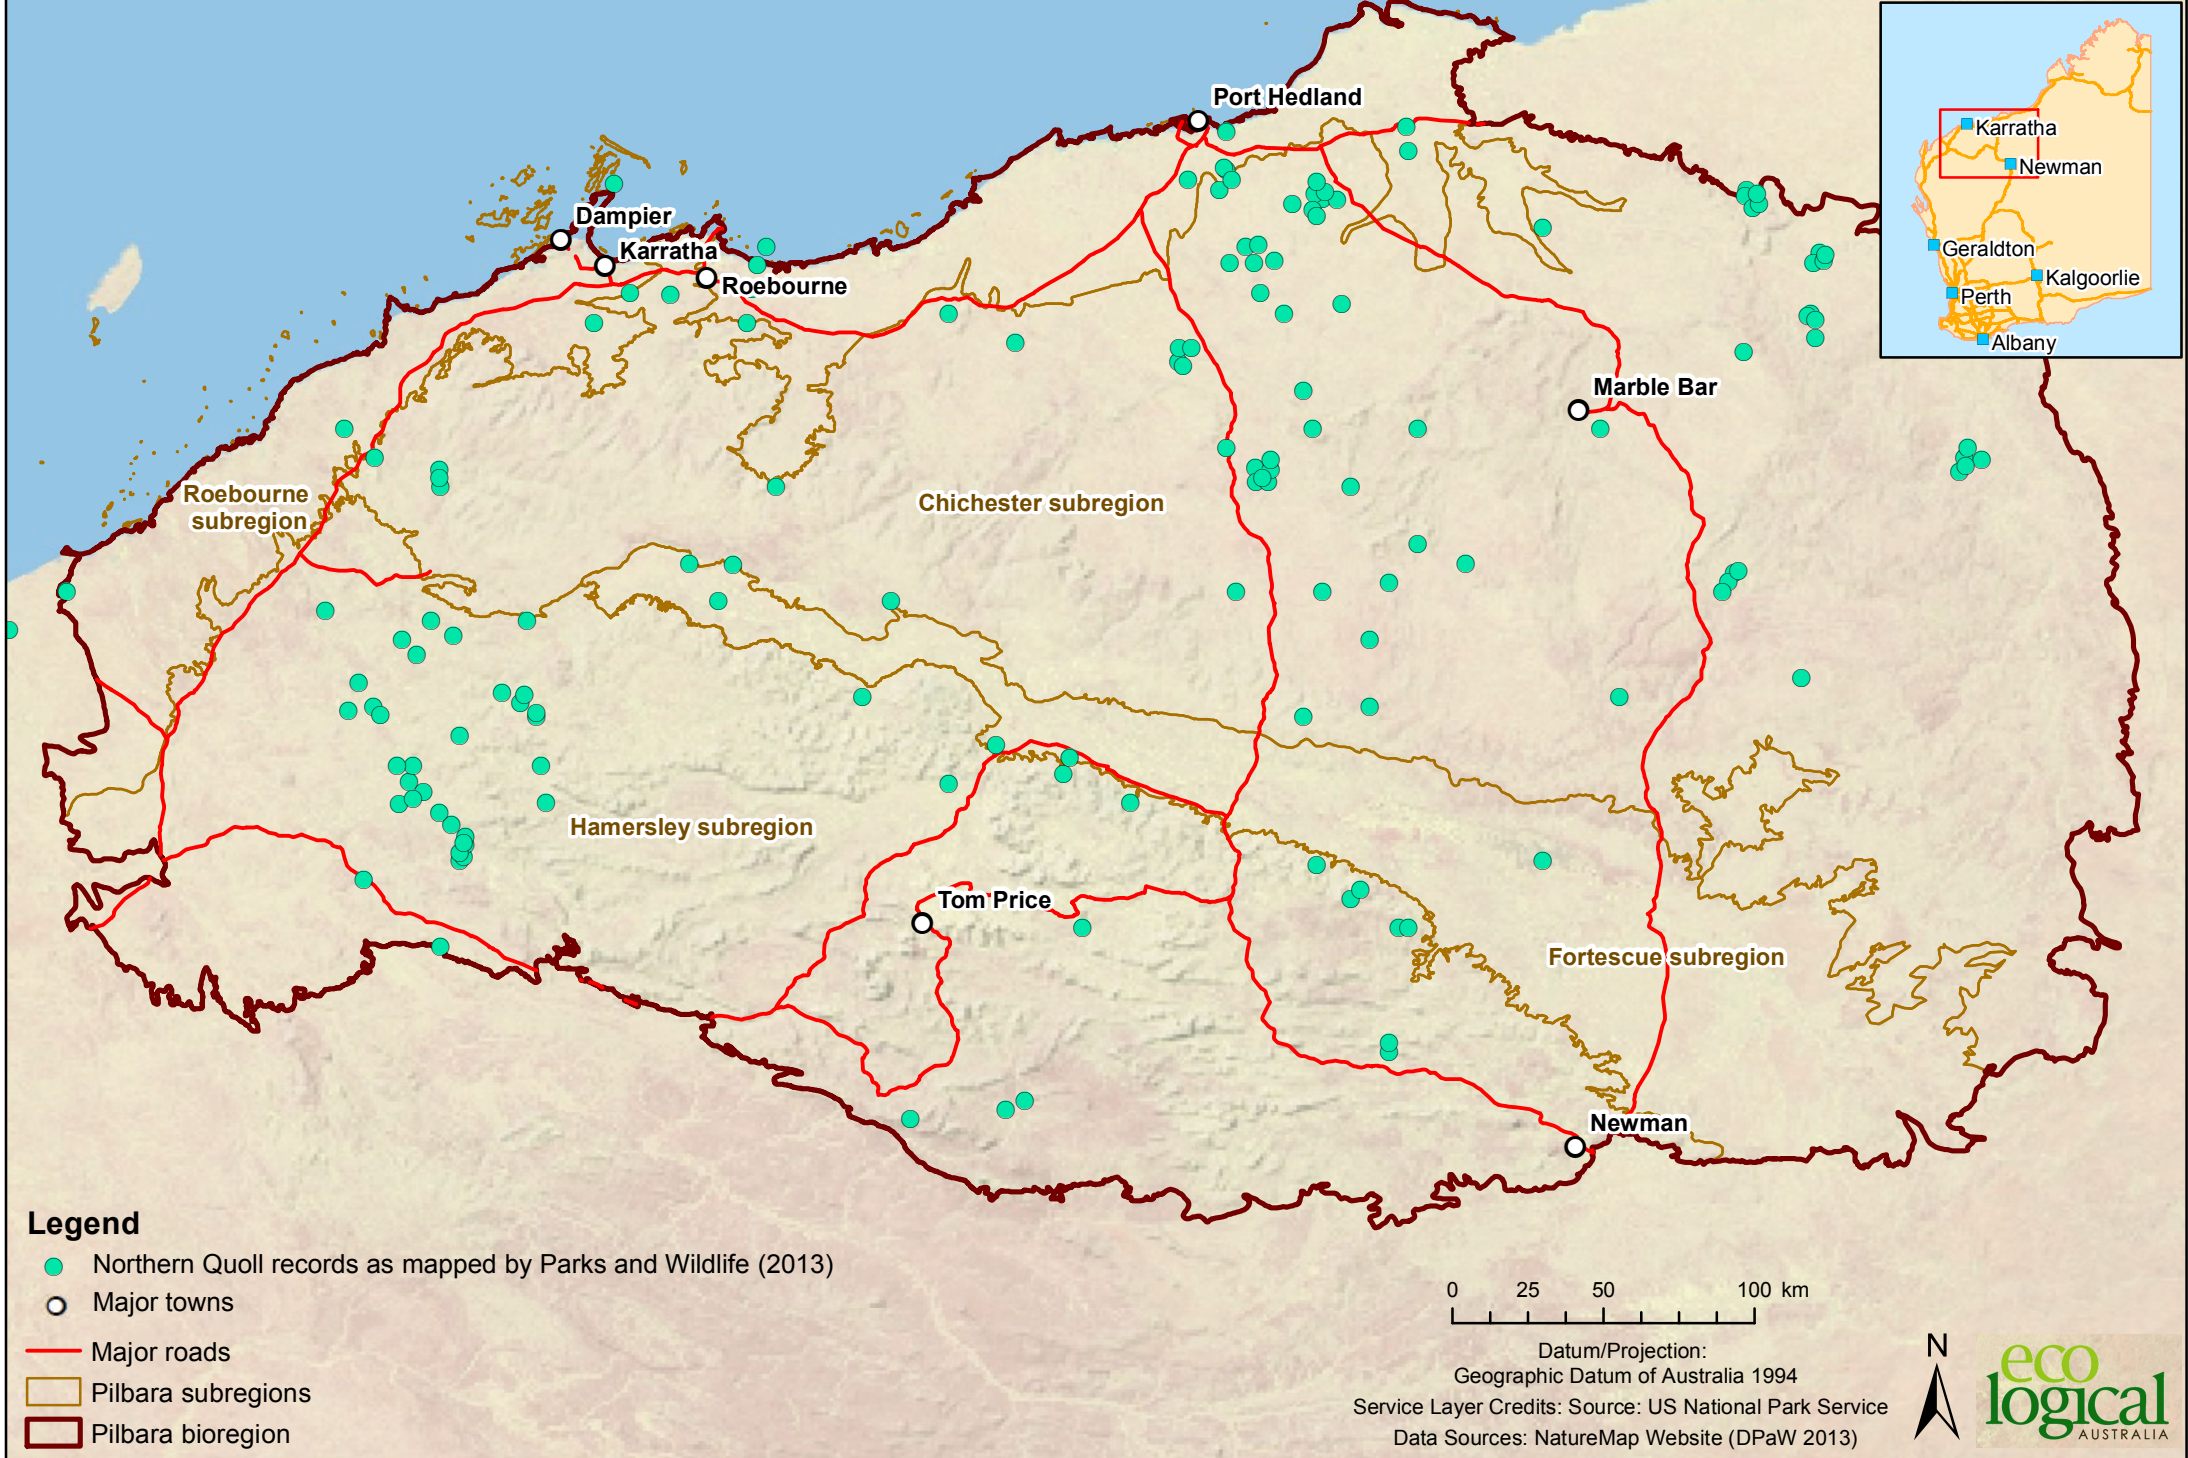 Port Hedland
Dampier
Karratha
Roebourne
Marble Bar
Roebourne
subregion
Chichester subregion
Hamersley subregion
Tom Price
Fortescue subregion
Newman
Karratha
Newman
Geraldton
Kalgoorlie
Perth
Albany
Legend
Northern Quoll records as mapped by Parks and Wildlife (2013)
Major towns
Major roads
Pilbara subregions
Pilbara bioregion
0 25 50 100 km
Datum/Projection:
Geographic Datum of Australia 1994
Service Layer Credits: Source: US National Park Service
Data Sources: NatureMap Website (DPaW 2013)
N
eco
logical
AUSTRALIA